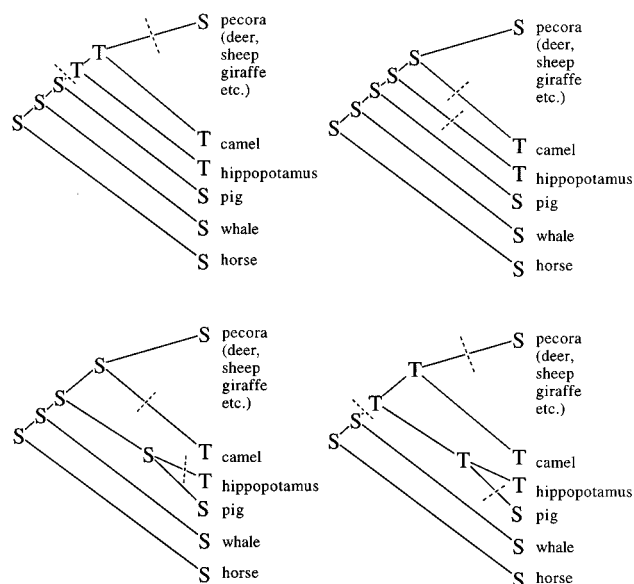 S pecora
(deer,
sheep
giraffe
etc.)
T
T
S
S
S
T camel
T hippopotamus
S pig
S whale
S horse
S pecora
(deer,
sheep
giraffe
etc.)
S
S
S
S
S
T camel
T hippopotamus
S pig
S whale
S horse
S pecora
(deer,
sheep
giraffe
etc.)
S
S
S
S
S
T camel
T hippopotamus
S pig
S whale
S horse
S pecora
(deer,
sheep
giraffe
etc.)
T
T
S
S
T
T camel
T hippopotamus
S pig
S whale
S horse